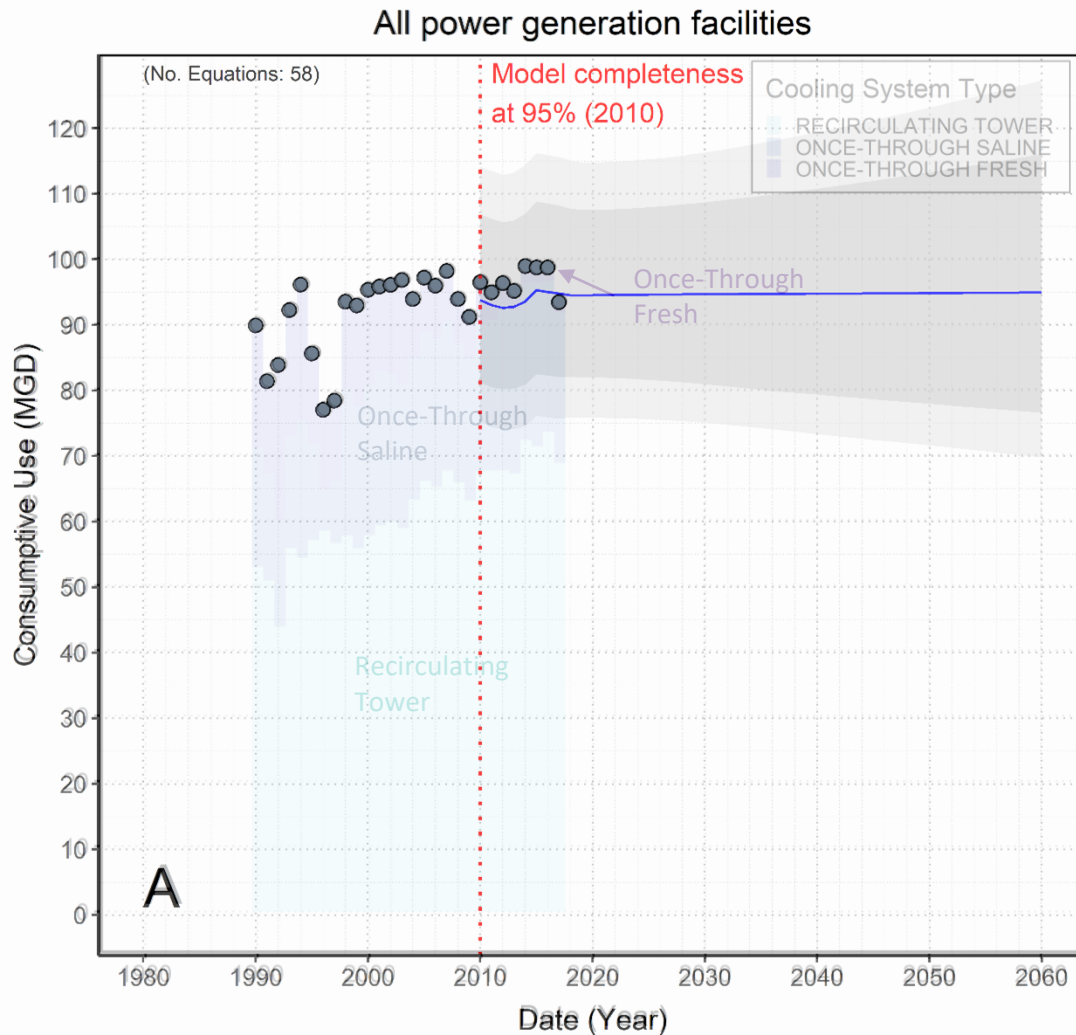 All power generation facilities
(No. Equations: 58)
Model completeness
at 95% (2010)
Cooling System Type
RECIRCULATING TOWER
ONCE-THROUGH SALINE
ONCE-THROUGH FRESH
Once-Through
Fresh
Once-Through
Saline
Recirculating
Tower
A
Consumptive Use (MGD)
120
110
100
90
80
70
60
50
40
30
20
10
0
1980 1990 2000 2010 2020 2030 2040 2050 2060
Date (Year)